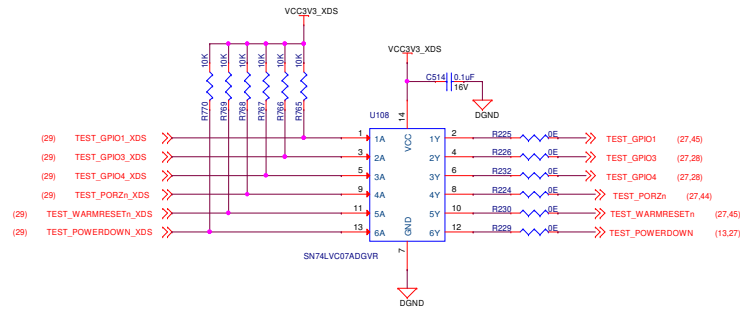 VCC3V3_XDS
10K 10K 10K 10K 10K 10K
R770 R769 R768 R767 R766 R765
VCC3V3_XDS
C514 0.1uF
16V
DGND
U108
14
VCC
(29) TEST_GPIO1_XDS 1 1A 1Y 2 R225 0E TEST_GPIO1 (27,45)
(29) TEST_GPIO3_XDS 3 2A 2Y 4 R226 0E TEST_GPIO3 (27,28)
(29) TEST_GPIO4_XDS 5 3A 3Y 6 R232 0E TEST_GPIO4 (27,28)
(29) TEST_PORZn_XDS 9 4A 4Y 8 R224 0E TEST_PORZn (27,44)
(29) TEST_WARMRESETn_XDS 11 5A 5Y 10 R230 0E TEST_WARMRESETn (27,45)
(29) TEST_POWERDOWN_XDS 13 6A 6Y 12 R229 0E TEST_POWERDOWN (13,27)
GND
7
SN74LVC07ADGVR
DGND